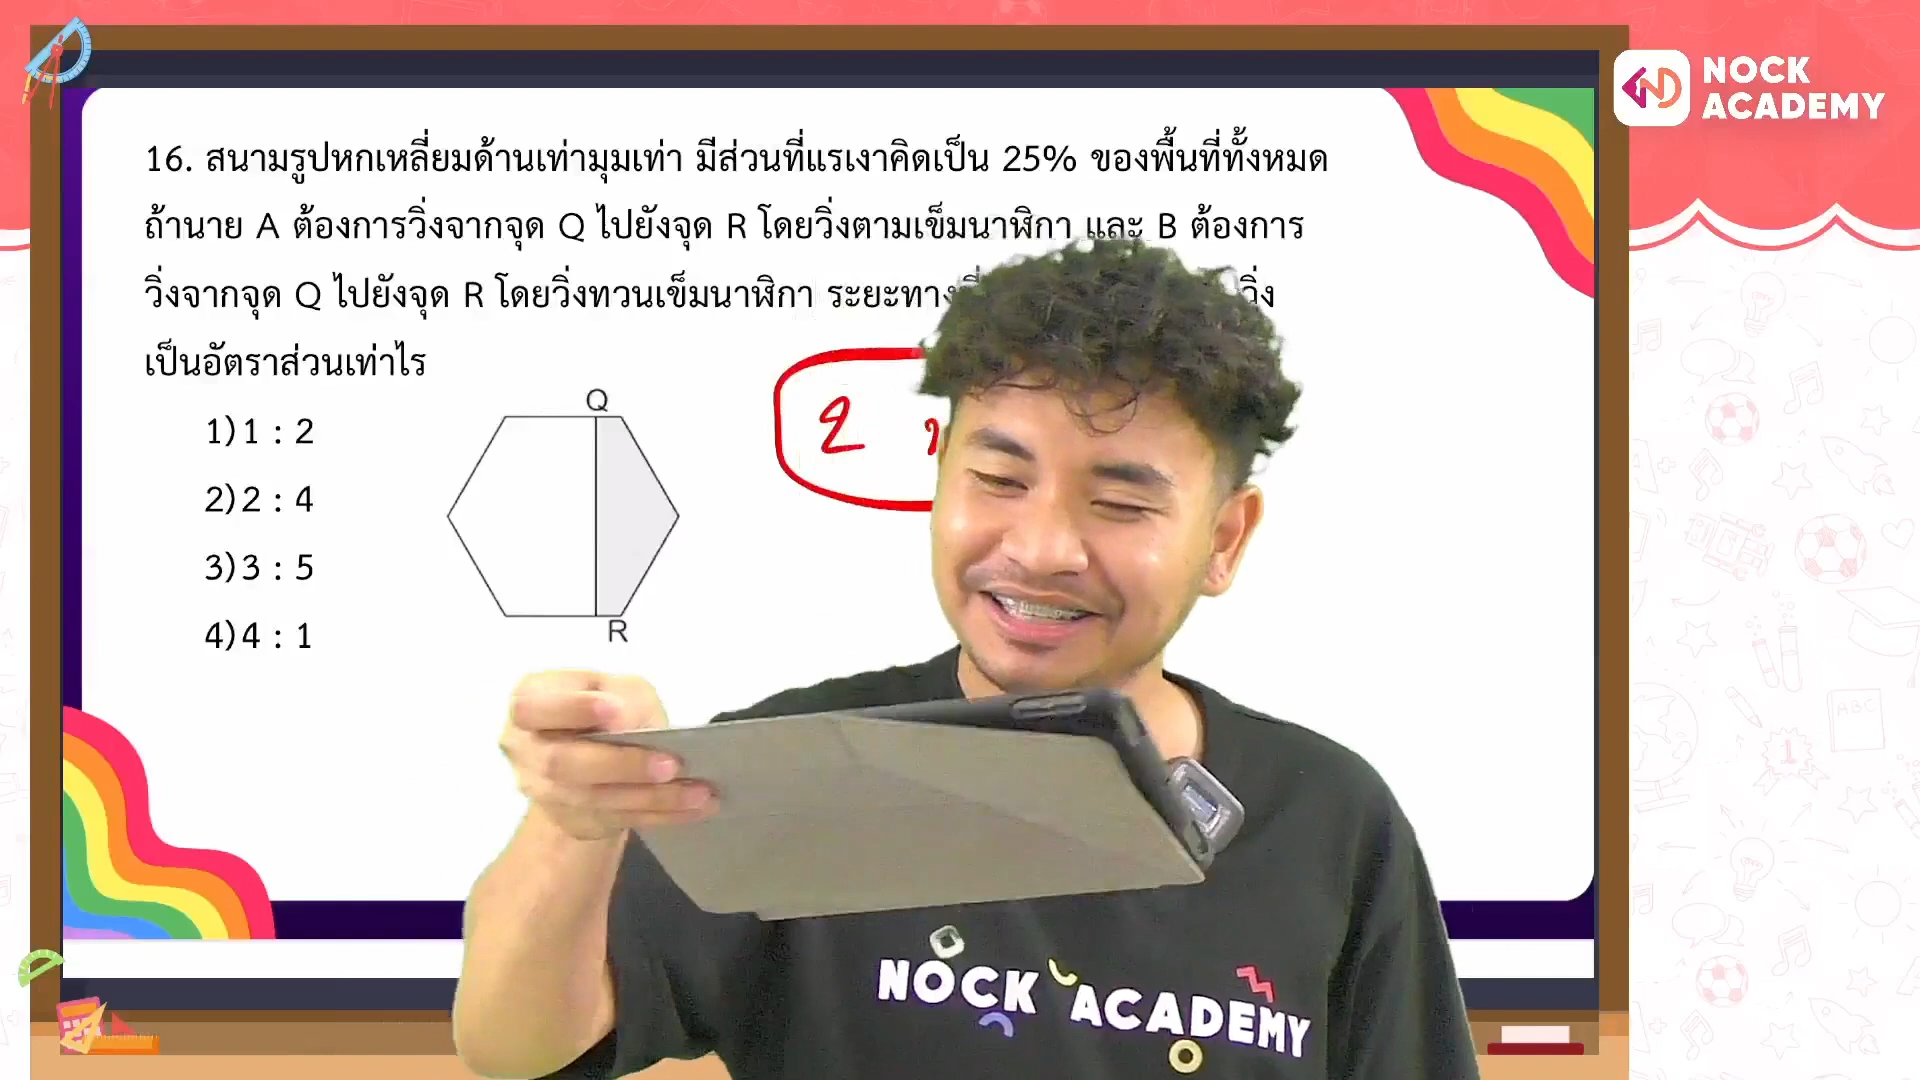 NOCK
ACADEMY
16. สนามรูปหกเหลี่ยมด้านเท่ามุมเท่า มีส่วนที่แรเงาคิดเป็น 25% ของพื้นที่ทั้งหมด
ถ้านาย A ต้องการวิ่งจากจุด Q ไปยังจุด R โดยวิ่งตามเข็มนาฬิกา และ B ต้องการ
วิ่งจากจุด Q ไปยังจุด R โดยวิ่งทวนเข็มนาฬิกา ระยะทาง
เป็นอัตราส่วนเท่าไร
Q
1) 1 : 2
2
2) 2 : 4
3) 3 : 5
4) 4 : 1
R
NOCK ACADEMY